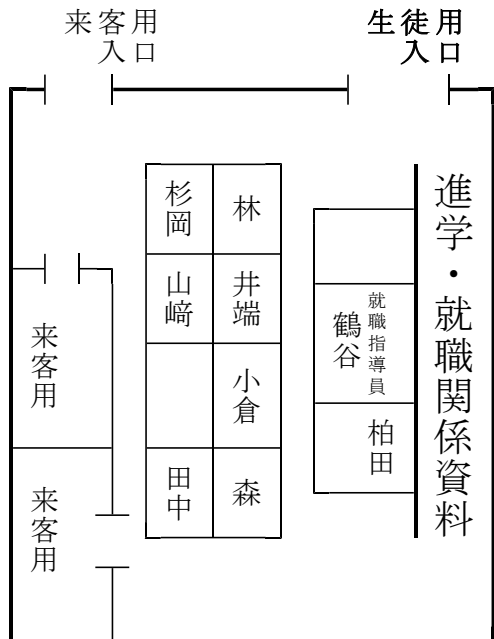 来客用
入口
生徒用
入口
杉岡
林
山﨑
井端
小倉
田中
森
就職指導員
鶴谷
柏田
進学・就職関係資料
来客用
来客用